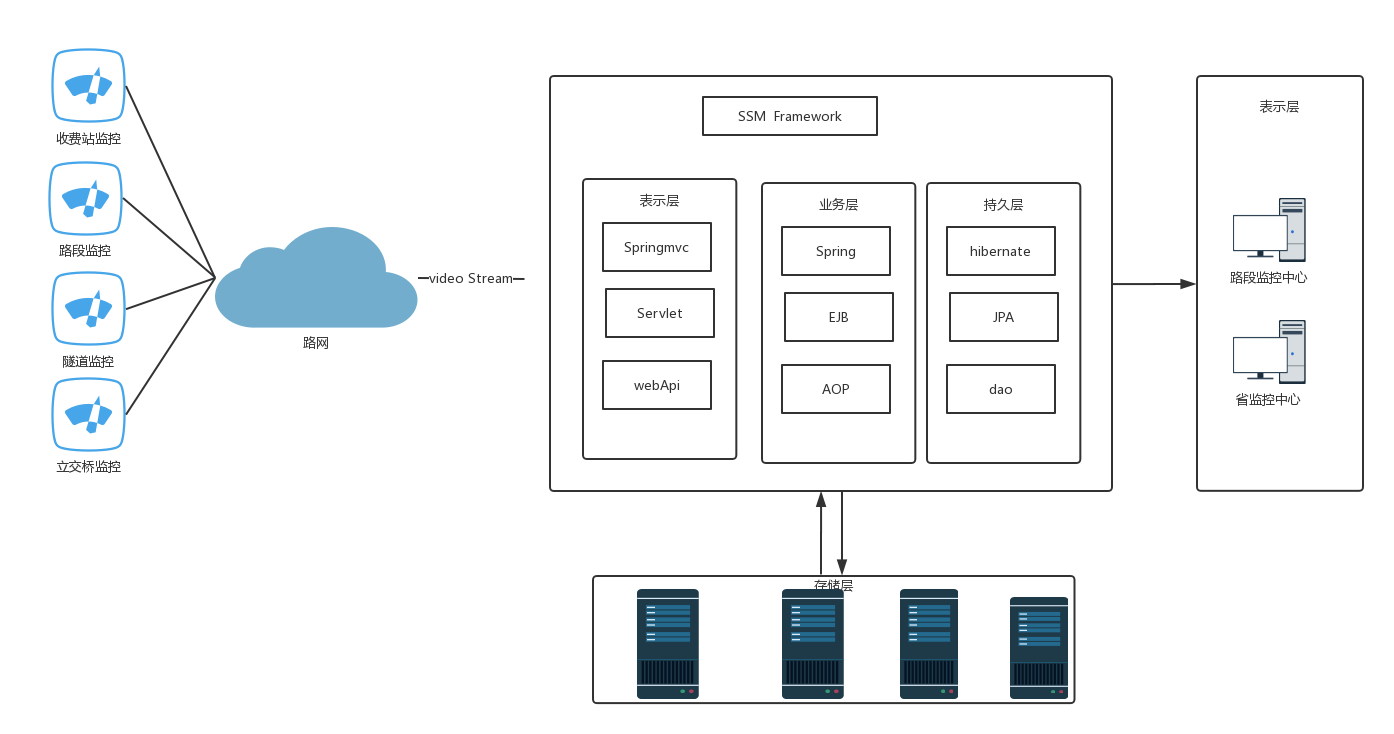 收费站监控
路段监控
隧道监控
立交桥监控
路网
video Stream
SSM Framework
表示层
Springmvc
Servlet
webApi
业务层
Spring
EJB
AOP
持久层
hibernate
JPA
dao
表示层
路段监控中心
省监控中心
存储层